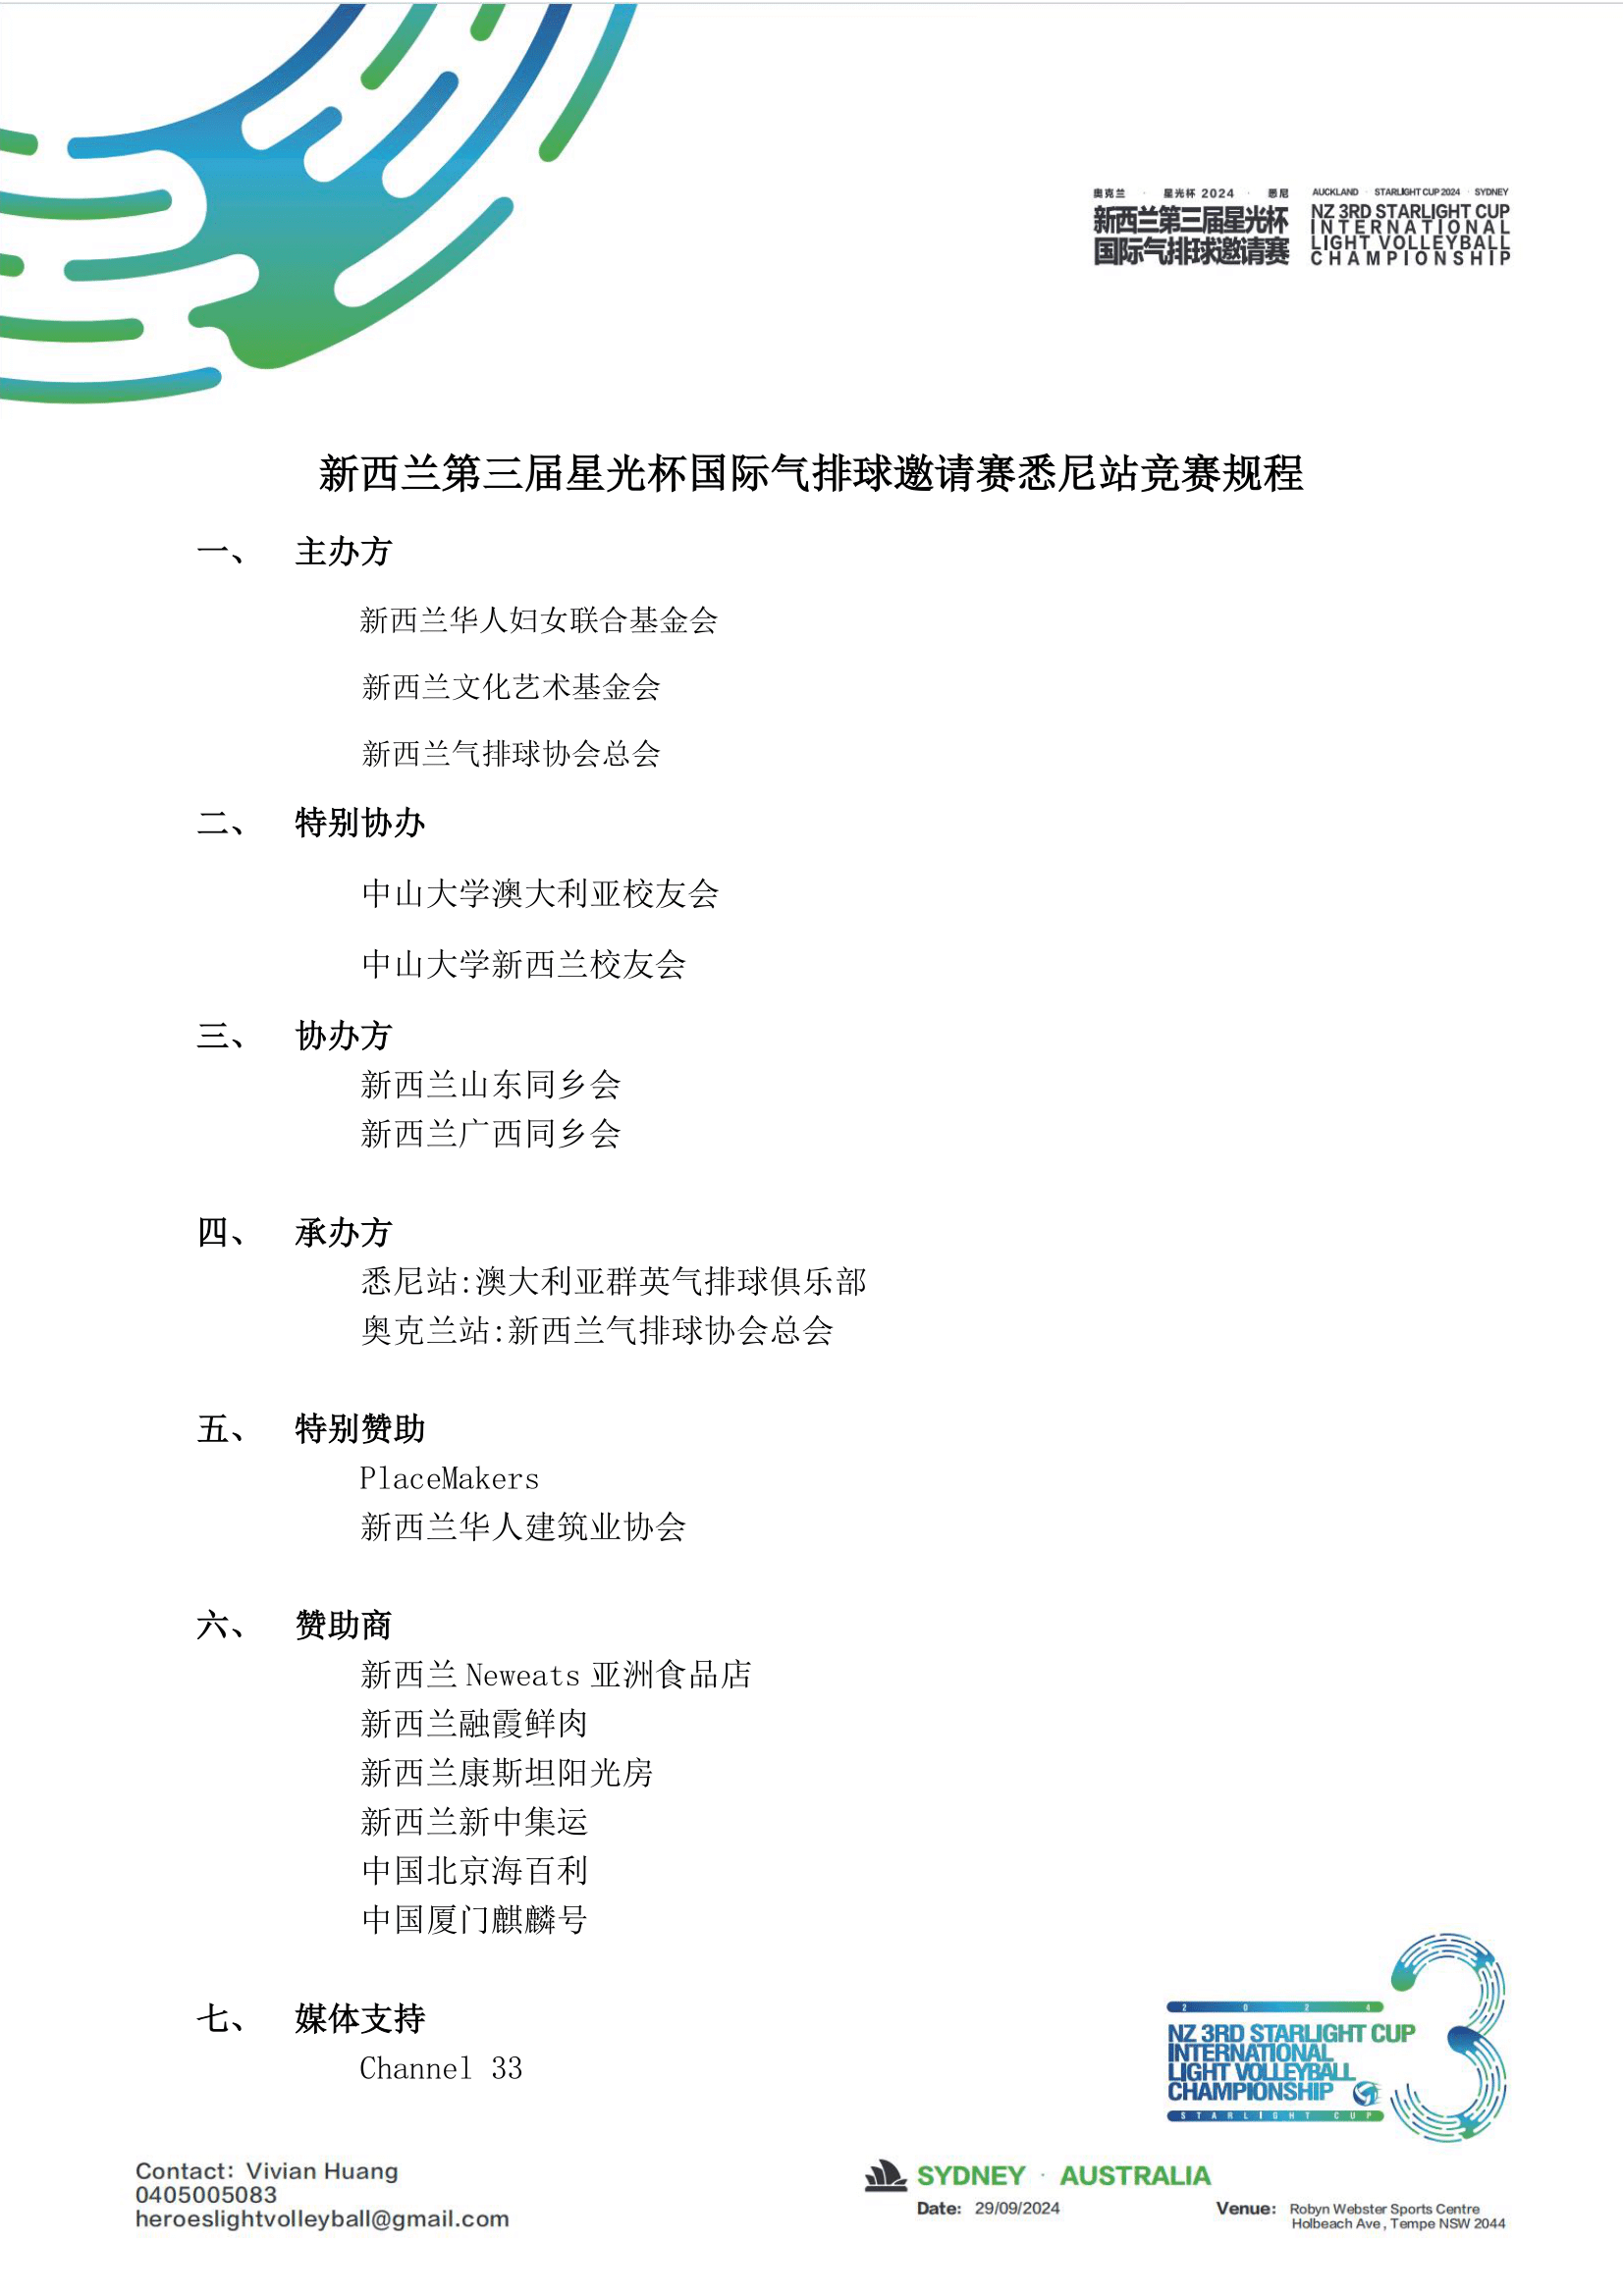 奥克兰 · 星光杯 2024 · 悉尼
新西兰第三届星光杯
国际气排球邀请赛
AUCKLAND · STARLIGHT CUP 2024 · SYDNEY
NZ 3RD STARLIGHT CUP
INTERNATIONAL
LIGHT VOLLEYBALL
CHAMPIONSHIP
新西兰第三届星光杯国际气排球邀请赛悉尼站竞赛规程
一、 主办方
新西兰华人妇女联合基金会
新西兰文化艺术基金会
新西兰气排球协会总会
二、 特别协办
中山大学澳大利亚校友会
中山大学新西兰校友会
三、 协办方
新西兰山东同乡会
新西兰广西同乡会
四、 承办方
悉尼站:澳大利亚群英气排球俱乐部
奥克兰站:新西兰气排球协会总会
五、 特别赞助
PlaceMakers
新西兰华人建筑业协会
六、 赞助商
新西兰 Neweats 亚洲食品店
新西兰融霞鲜肉
新西兰康斯坦阳光房
新西兰新中集运
中国北京海百利
中国厦门麒麟号
七、 媒体支持
Channel 33
2 0 2 4
NZ 3RD STARLIGHT CUP
INTERNATIONAL
LIGHT VOLLEYBALL
CHAMPIONSHIP
STARLIGHT CUP
3
Contact: Vivian Huang
0405005083
heroeslightvolleyball@gmail.com
SYDNEY · AUSTRALIA
Date: 29/09/2024
Venue: Robyn Webster Sports Centre
Holbeach Ave, Tempe NSW 2044